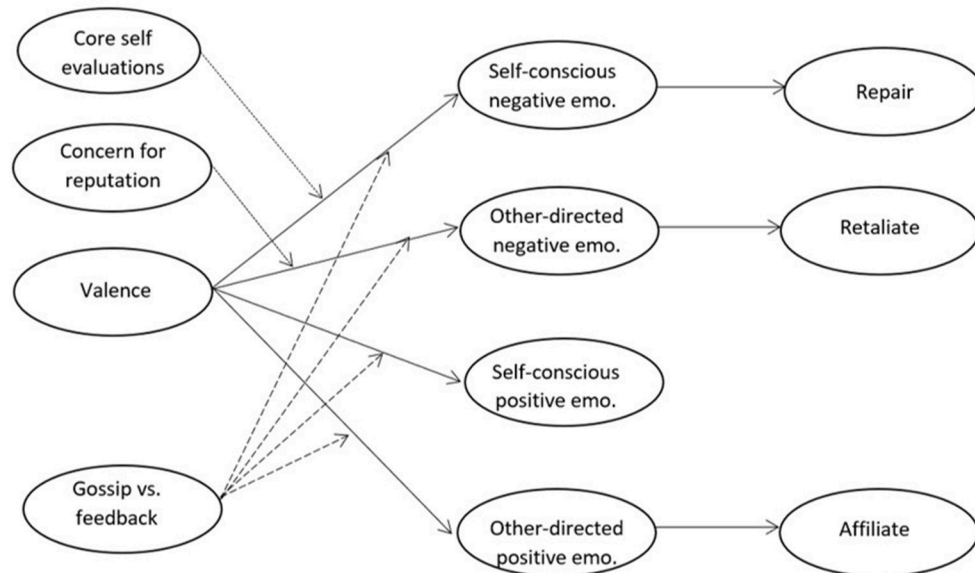 Core self
evaluations
Concern for
reputation
Valence
Gossip vs.
feedback
Self-conscious
negative emo.
Other-directed
negative emo.
Self-conscious
positive emo.
Other-directed
positive emo.
Repair
Retaliate
Affiliate